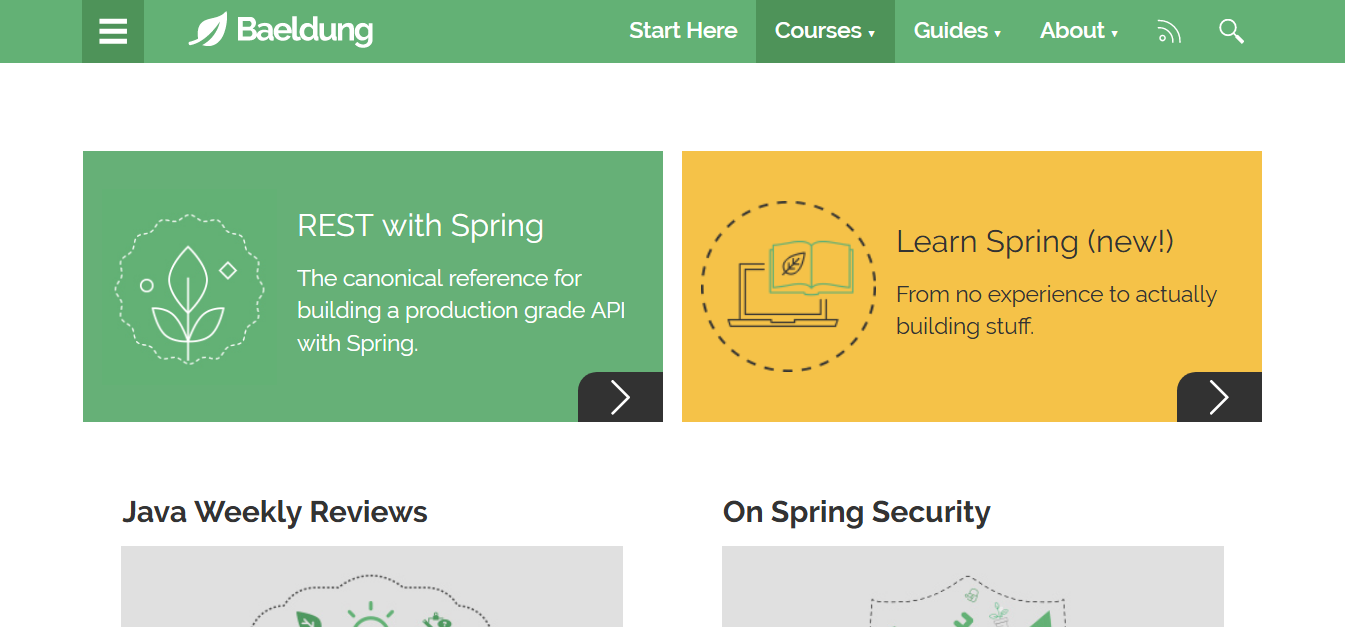 Baeldung
Start Here
Courses ▾
Guides ▾
About ▾
REST with Spring
The canonical reference for
building a production grade API
with Spring.
Learn Spring (new!)
From no experience to actually
building stuff.
Java Weekly Reviews
On Spring Security